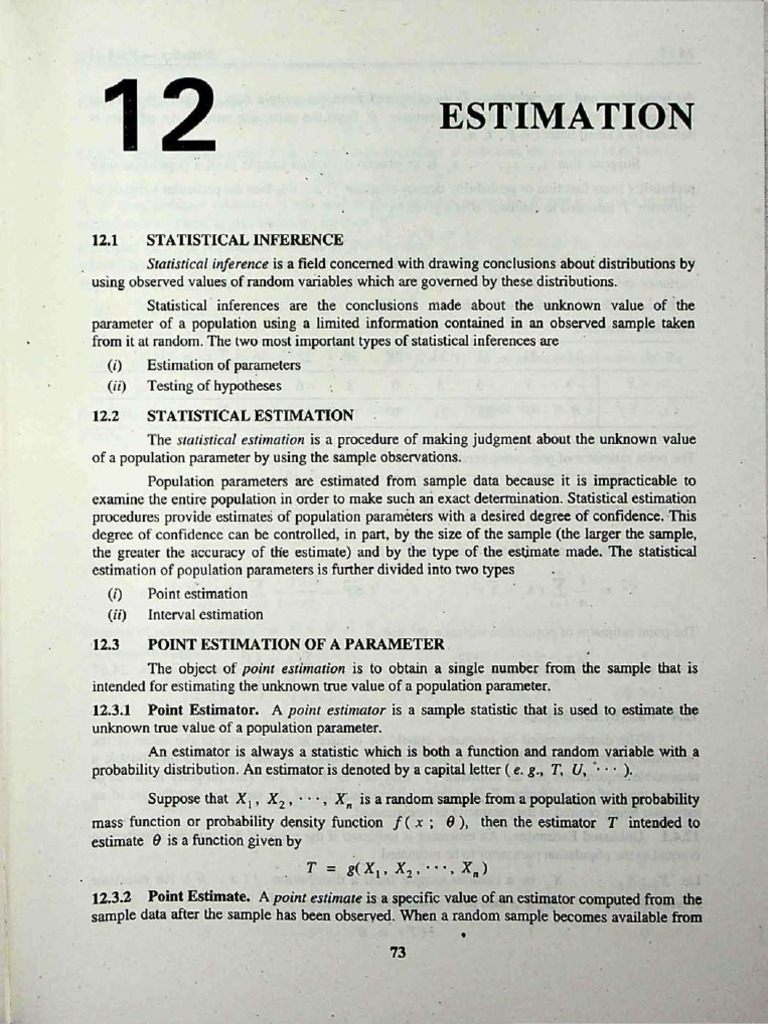 12
ESTIMATION
12.1 STATISTICAL INFERENCE
Statistical inference is a field concerned with drawing conclusions about distributions by
using observed values of random variables which are governed by these distributions.
Statistical inferences are the conclusions made about the unknown value of the
parameter of a population using a limited information contained in an observed sample taken
from it at random. The two most important types of statistical inferences are
(i) Estimation of parameters
(ii) Testing of hypotheses
12.2 STATISTICAL ESTIMATION
The statistical estimation is a procedure of making judgment about the unknown value
of a population parameter by using the sample observations.
Population parameters are estimated from sample data because it is impracticable to
examine the entire population in order to make such an exact determination. Statistical estimation
procedures provide estimates of population parameters with a desired degree of confidence. This
degree of confidence can be controlled, in part, by the size of the sample (the larger the sample,
the greater the accuracy of the estimate) and by the type of the estimate made. The statistical
estimation of population parameters is further divided into two types
(i) Point estimation
(ii) Interval estimation
12.3 POINT ESTIMATION OF A PARAMETER
The object of point estimation is to obtain a single number from the sample that is
intended for estimating the unknown true value of a population parameter.
12.3.1 Point Estimator. A point estimator is a sample statistic that is used to estimate the
unknown true value of a population parameter.
An estimator is always a statistic which is both a function and random variable with a
probability distribution. An estimator is denoted by a capital letter ( e. g., T, U, ··· ).
Suppose that X₁, X₂, ···, Xₙ is a random sample from a population with probability
mass function or probability density function f ( x ; θ ), then the estimator T intended to
estimate θ is a function given by
T = g( X₁, X₂, ···, Xₙ )
12.3.2 Point Estimate. A point estimate is a specific value of an estimator computed from the
sample data after the sample has been observed. When a random sample becomes available from
73